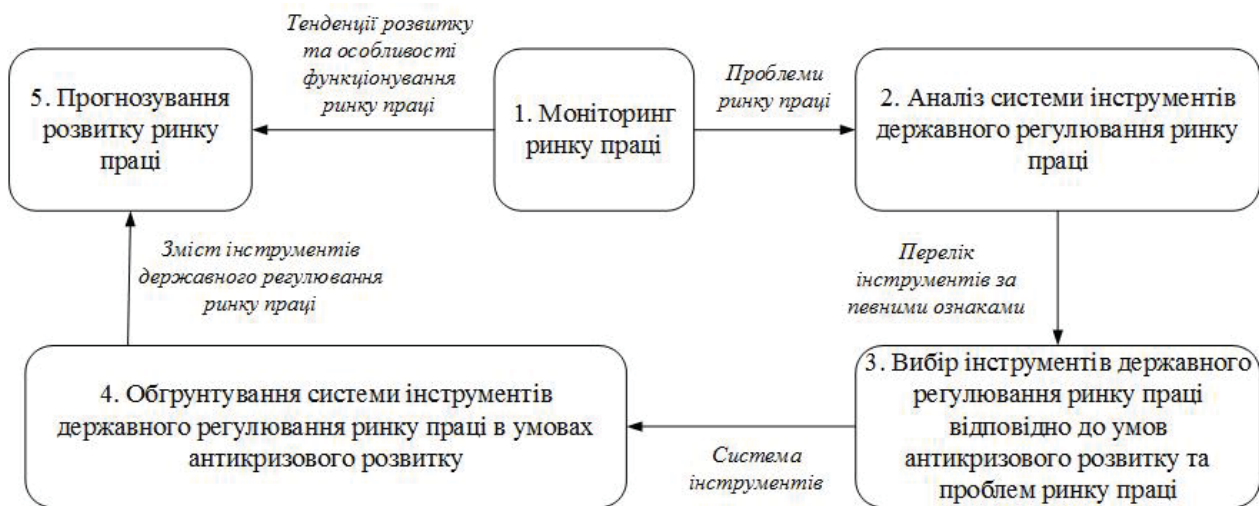 Тенденції розвитку
та особливості
функціонування
ринку праці
5. Прогнозування
розвитку ринку
праці
1. Моніторинг
ринку праці
Проблеми
ринку праці
2. Аналіз системи інструментів
державного регулювання ринку
праці
Зміст інструментів
державного регулювання
ринку праці
Перелік
інструментів за
певними ознаками
4. Обгрунтування системи інструментів
державного регулювання ринку праці в умовах
антикризового розвитку
Система
інструментів
3. Вибір інструментів державного
регулювання ринку праці
відповідно до умов
антикризового розвитку та
проблем ринку праці